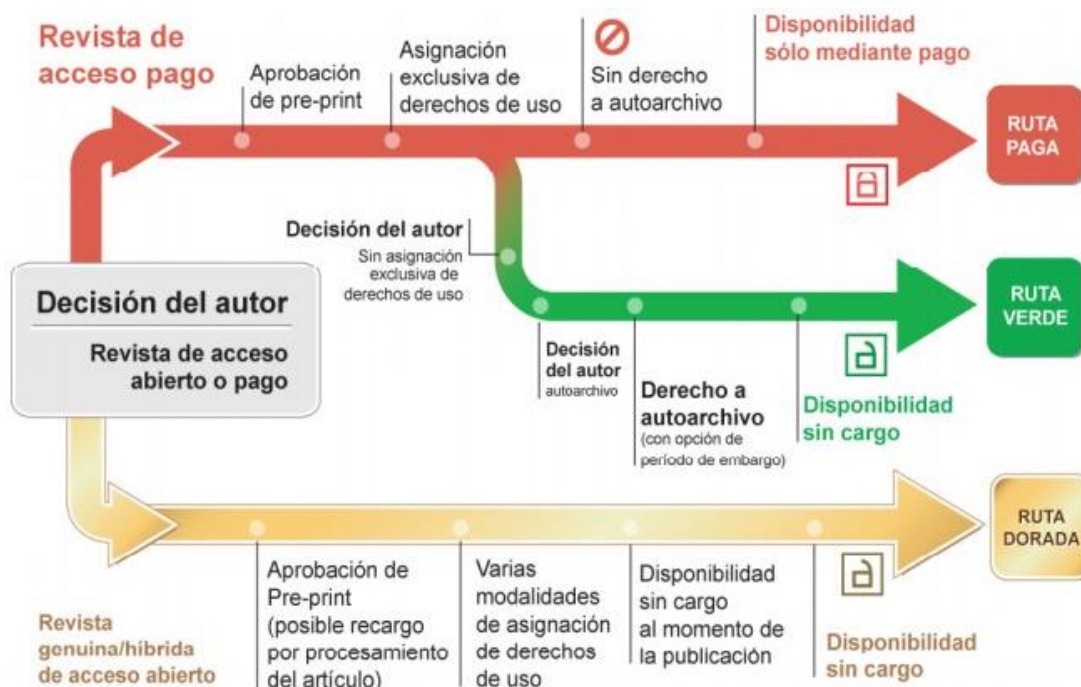 Revista de
acceso pago
Aprobación
de pre-print
Asignación
exclusiva de
derechos de uso
Sin derecho
a autoarchivo
Disponibilidad
sólo mediante pago
RUTA
PAGA
Decisión del autor
Sin asignación
exclusiva de
derechos de uso
Decisión del autor
Revista de acceso
abierto o pago
RUTA
VERDE
Decisión
del autor
autoarchivo
Derecho a
autoarchivo
(con opción de
período de embargo)
Disponibilidad
sin cargo
RUTA
DORADA
Revista
genuina/híbrida
de acceso abierto
Aprobación de
Pre-print
(posible recargo
por procesamiento
del artículo)
Varias
modalidades
de asignación
de derechos
de uso
Disponibilidad
sin cargo
al momento de
la publicación
Disponibilidad
sin cargo